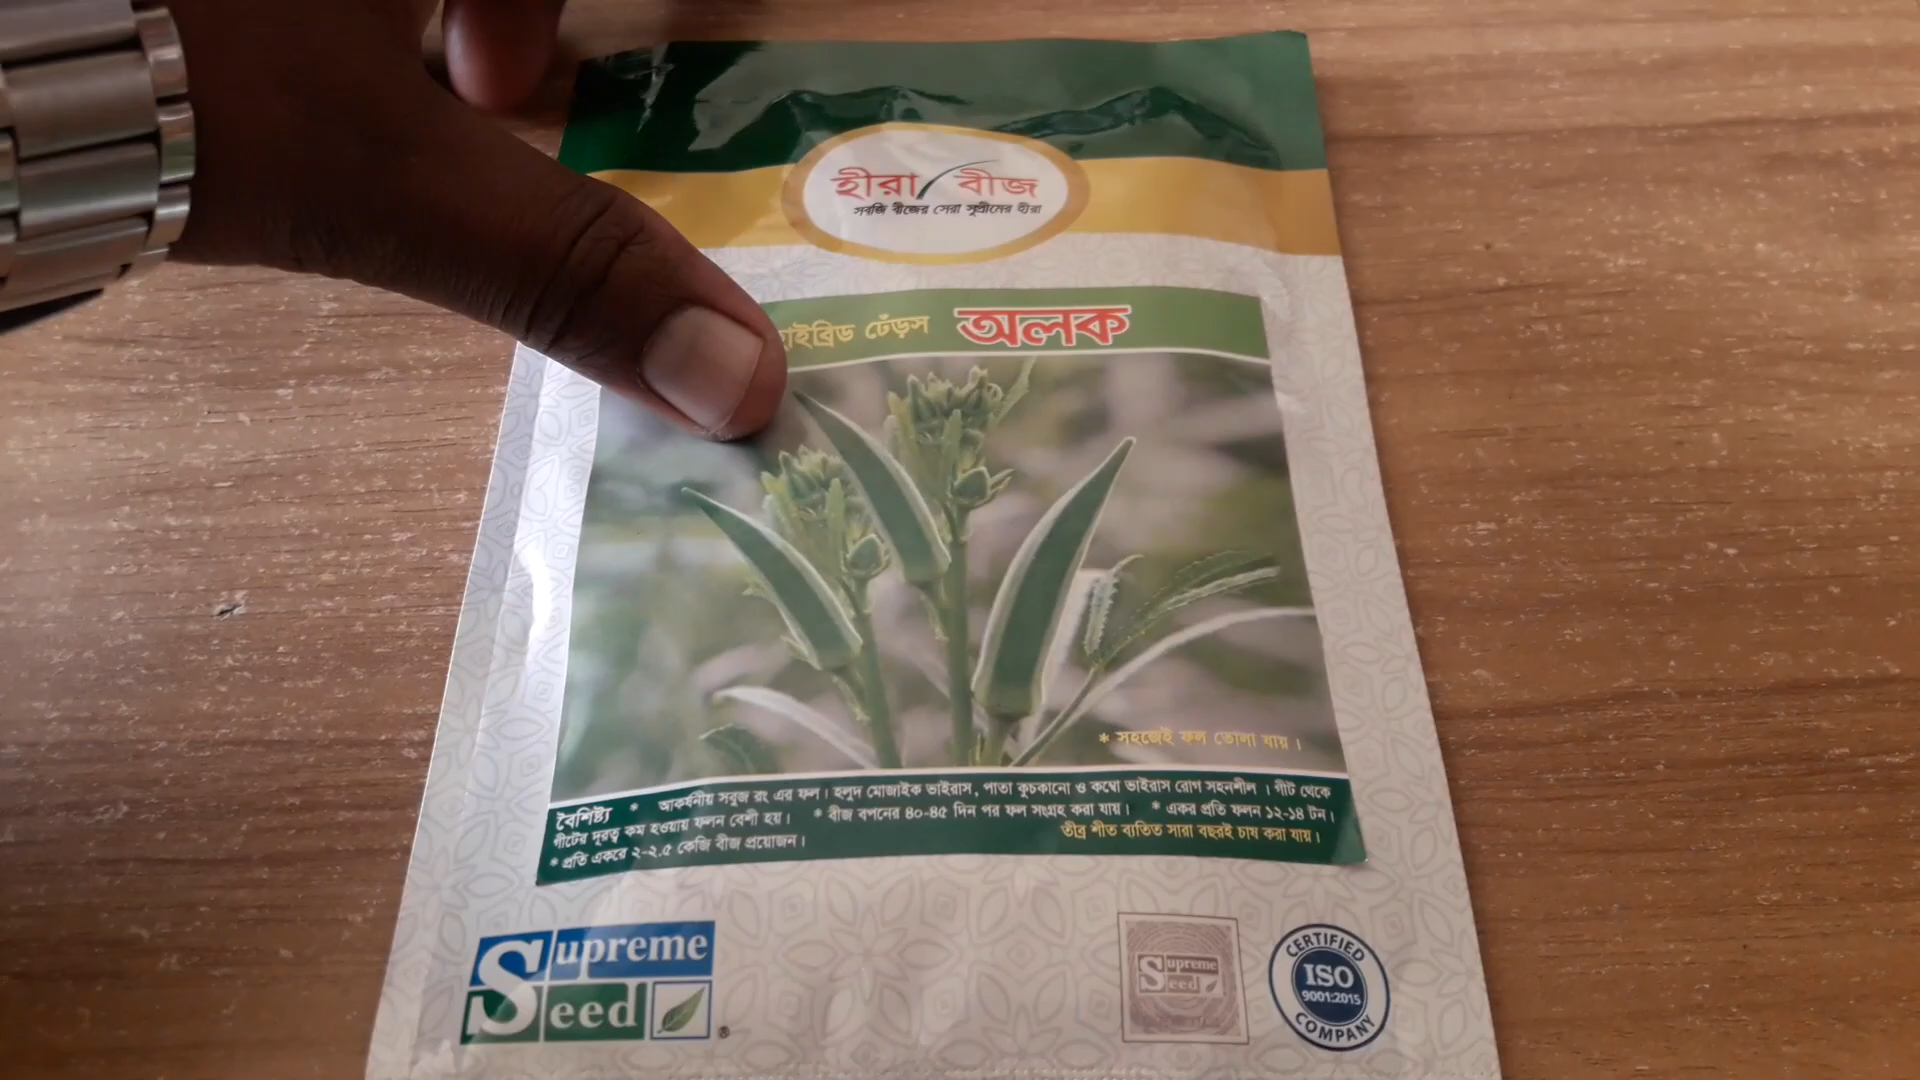 হীরা বীজ
সবজি বীজের সেরা সুপ্রীমের হীরা
হাইব্রিড ঢেঁড়স অলক
* সহজেই ফল তোলা যায়।
বৈশিষ্ট্য * আকর্ষনীয় সবুজ রং এর ফল। হলুদ মোজাইক ভাইরাস, পাতা কুচকানো ও কম্বো ভাইরাস রোগ সহনশীল। গীট থেকে
গীটের দূরত্ব কম হওয়ায় ফলন বেশী হয়। * বীজ বপনের ৪০-৪৫ দিন পর ফল সংগ্রহ করা যায়। * একর প্রতি ফলন ১২-১৪ টন।
* প্রতি একরে ২-২.৫ কেজি বীজ প্রয়োজন। তীব্র শীত ব্যতিত সারা বছরই চাষ করা যায়।
Supreme
Seed
®
Supreme
Seed
CERTIFIED
ISO
9001:2015
COMPANY